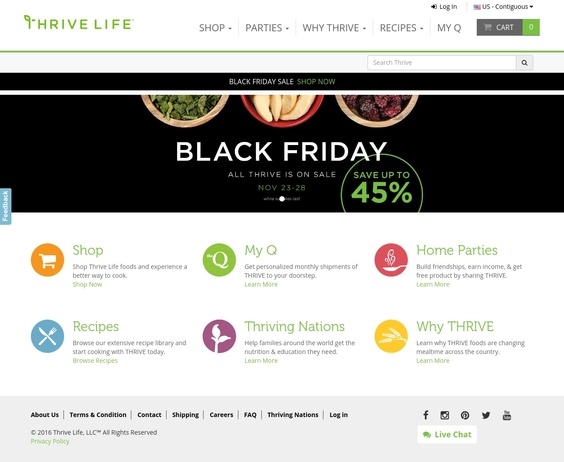 Log In
US - Contiguous
THRIVE LIFE
SHOP
PARTIES
WHY THRIVE
RECIPES
MY Q
CART 0
Search Thrive
BLACK FRIDAY SALE SHOP NOW
BLACK FRIDAY
ALL THRIVE IS ON SALE
NOV 23-28
while last
SAVE UP TO
45%
Feedback
Shop
Shop Thrive Life foods and experience a
better way to cook.
Shop Now
the Q
My Q
Get personalized monthly shipments of
THRIVE to your doorstep.
Learn More
Home Parties
Build friendships, earn income, & get
free product by sharing THRIVE.
Learn More
Recipes
Browse our extensive recipe library and
start cooking with THRIVE today.
Browse Recipes
Thriving Nations
Help families around the world get the
nutrition & education they need.
Learn More
Why THRIVE
Learn why THRIVE foods are changing
mealtime across the country.
Learn More
About Us
Terms & Condition
Contact
Shipping
Careers
FAQ
Thriving Nations
Log in
© 2016 Thrive Life, LLC™ All Rights Reserved
Privacy Policy
You Tube
Live Chat